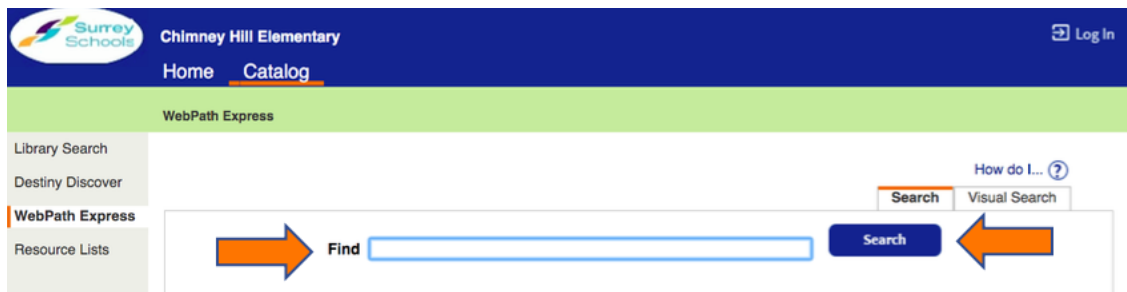 Surrey
Schools
Chimney Hill Elementary
Log In
Home Catalog
WebPath Express
Library Search
How do I... ?
Destiny Discover
Search Visual Search
WebPath Express
Find Search
Resource Lists